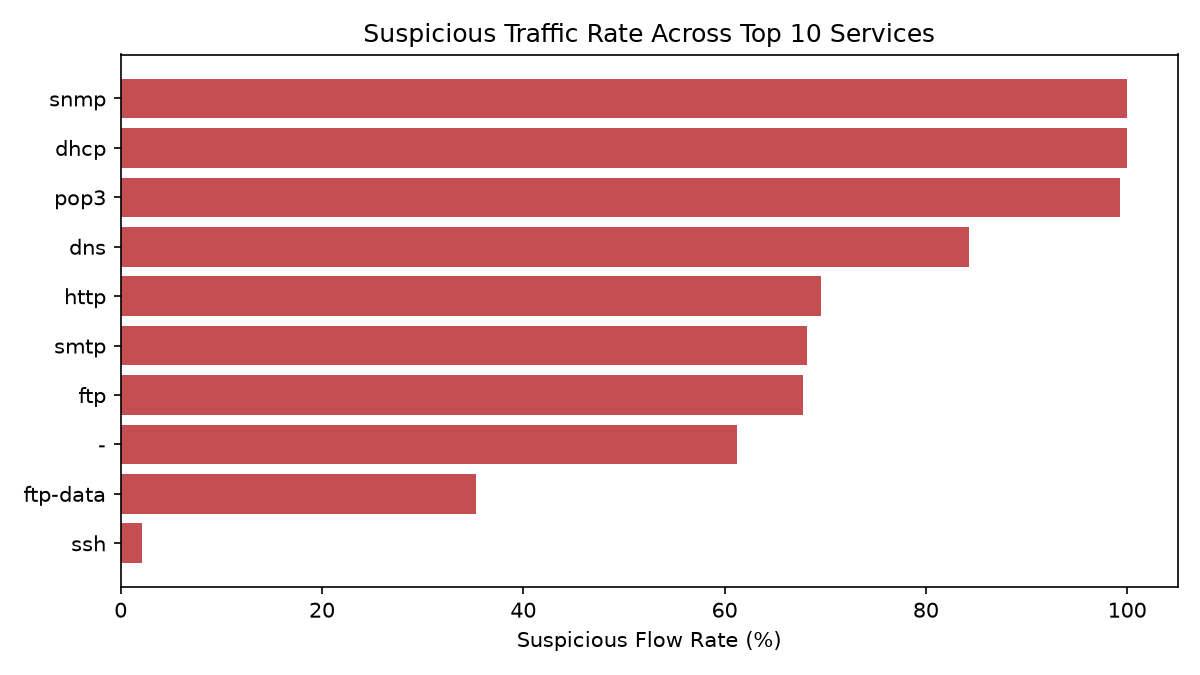 Suspicious Traffic Rate Across Top 10 Services
snmp
dhcp
pop3
dns
http
smtp
ftp
-
ftp-data
ssh
0 20 40 60 80 100
Suspicious Flow Rate (%)